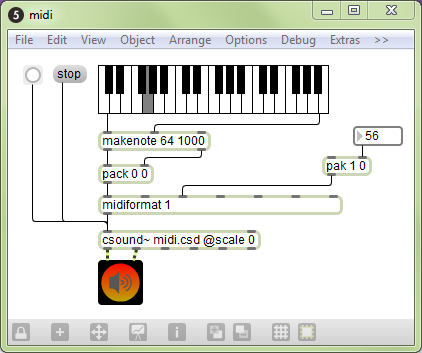 5 midi
File Edit View Object Arrange Options Debug Extras >>
stop
makenote 64 1000
56
pack 0 0
pak 1 0
midiformat 1
csound~ midi.csd @scale 0